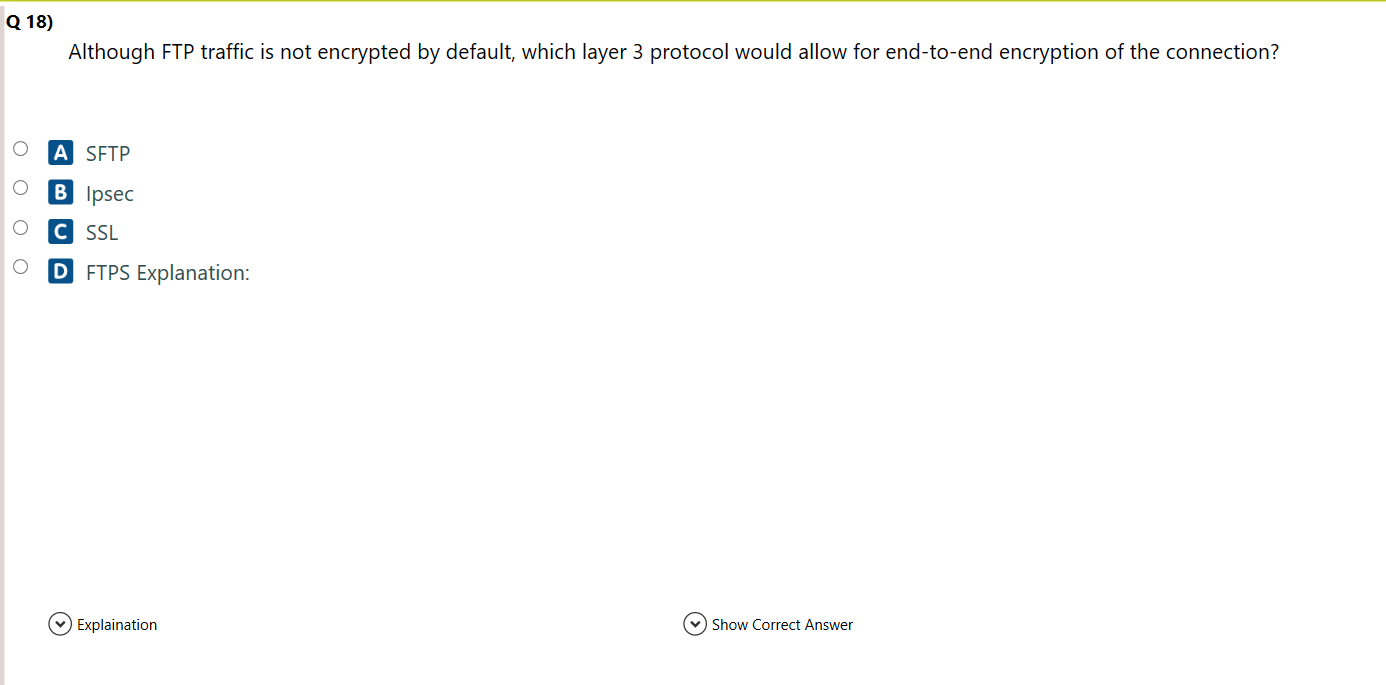 Q 18)
Although FTP traffic is not encrypted by default, which layer 3 protocol would allow for end-to-end encryption of the connection?
A SFTP
B Ipsec
C SSL
D FTPS Explanation:
Explaination Show Correct Answer